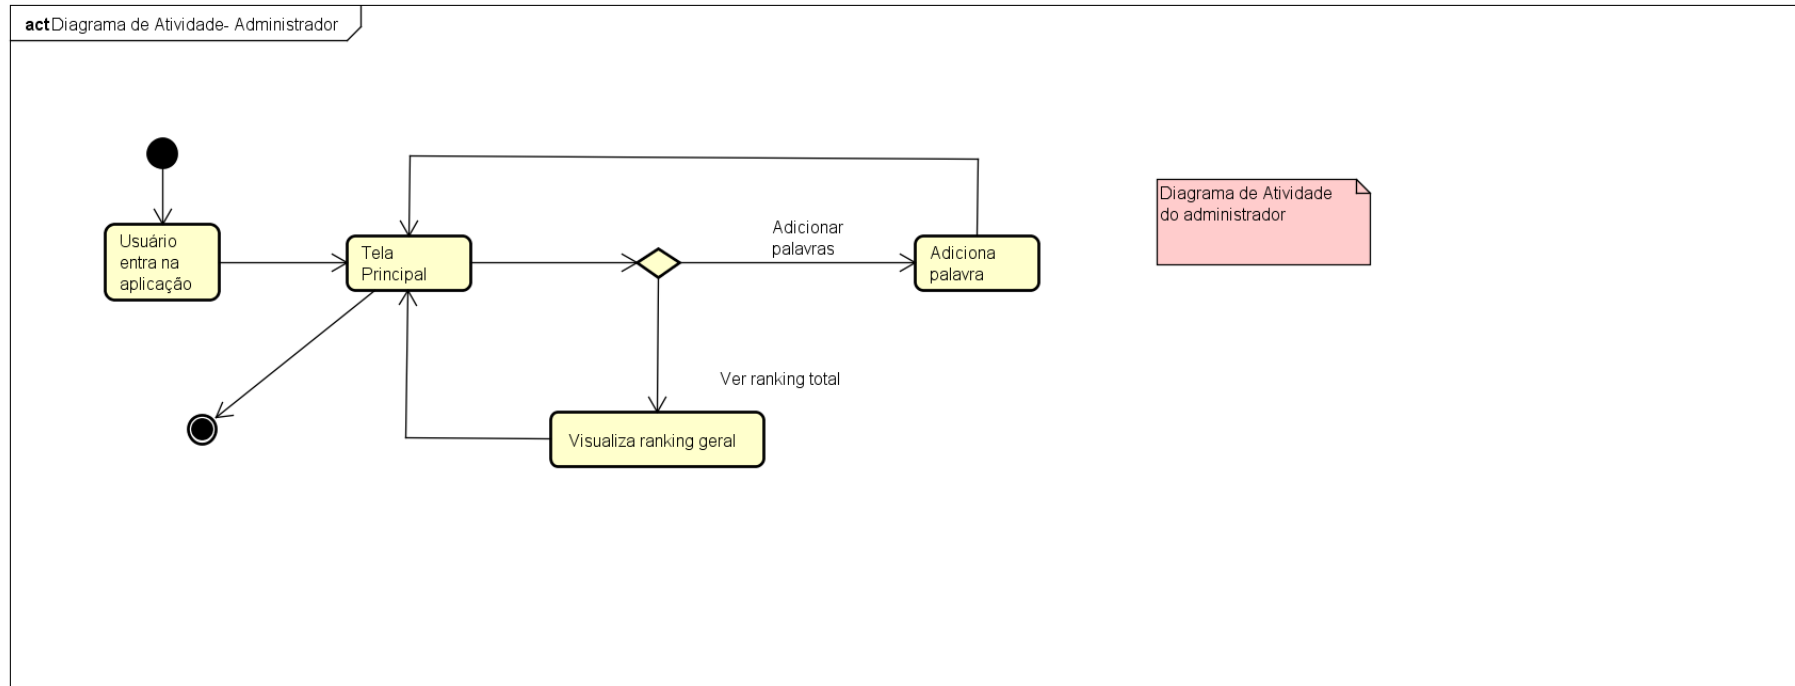 act Diagrama de Atividade- Administrador
Usuário
entra na
aplicação
Tela
Principal
Adicionar
palavras
Adiciona
palavra
Diagrama de Atividade
do administrador
Ver ranking total
Visualiza ranking geral